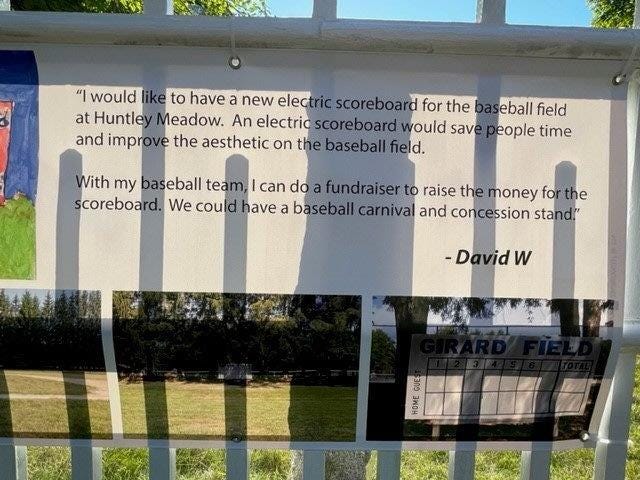 “I would like to have a new electric scoreboard for the baseball field
at Huntley Meadow. An electric scoreboard would save people time
and improve the aesthetic on the baseball field.
With my baseball team, I can do a fundraiser to raise the money for the
scoreboard. We could have a baseball carnival and concession stand.”
- David W
GIRARD FIELD
1 2 3 4 5 6 TOTAL
HOME GUEST